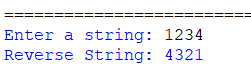 =========================
Enter a string: 1234
Reverse String: 4321